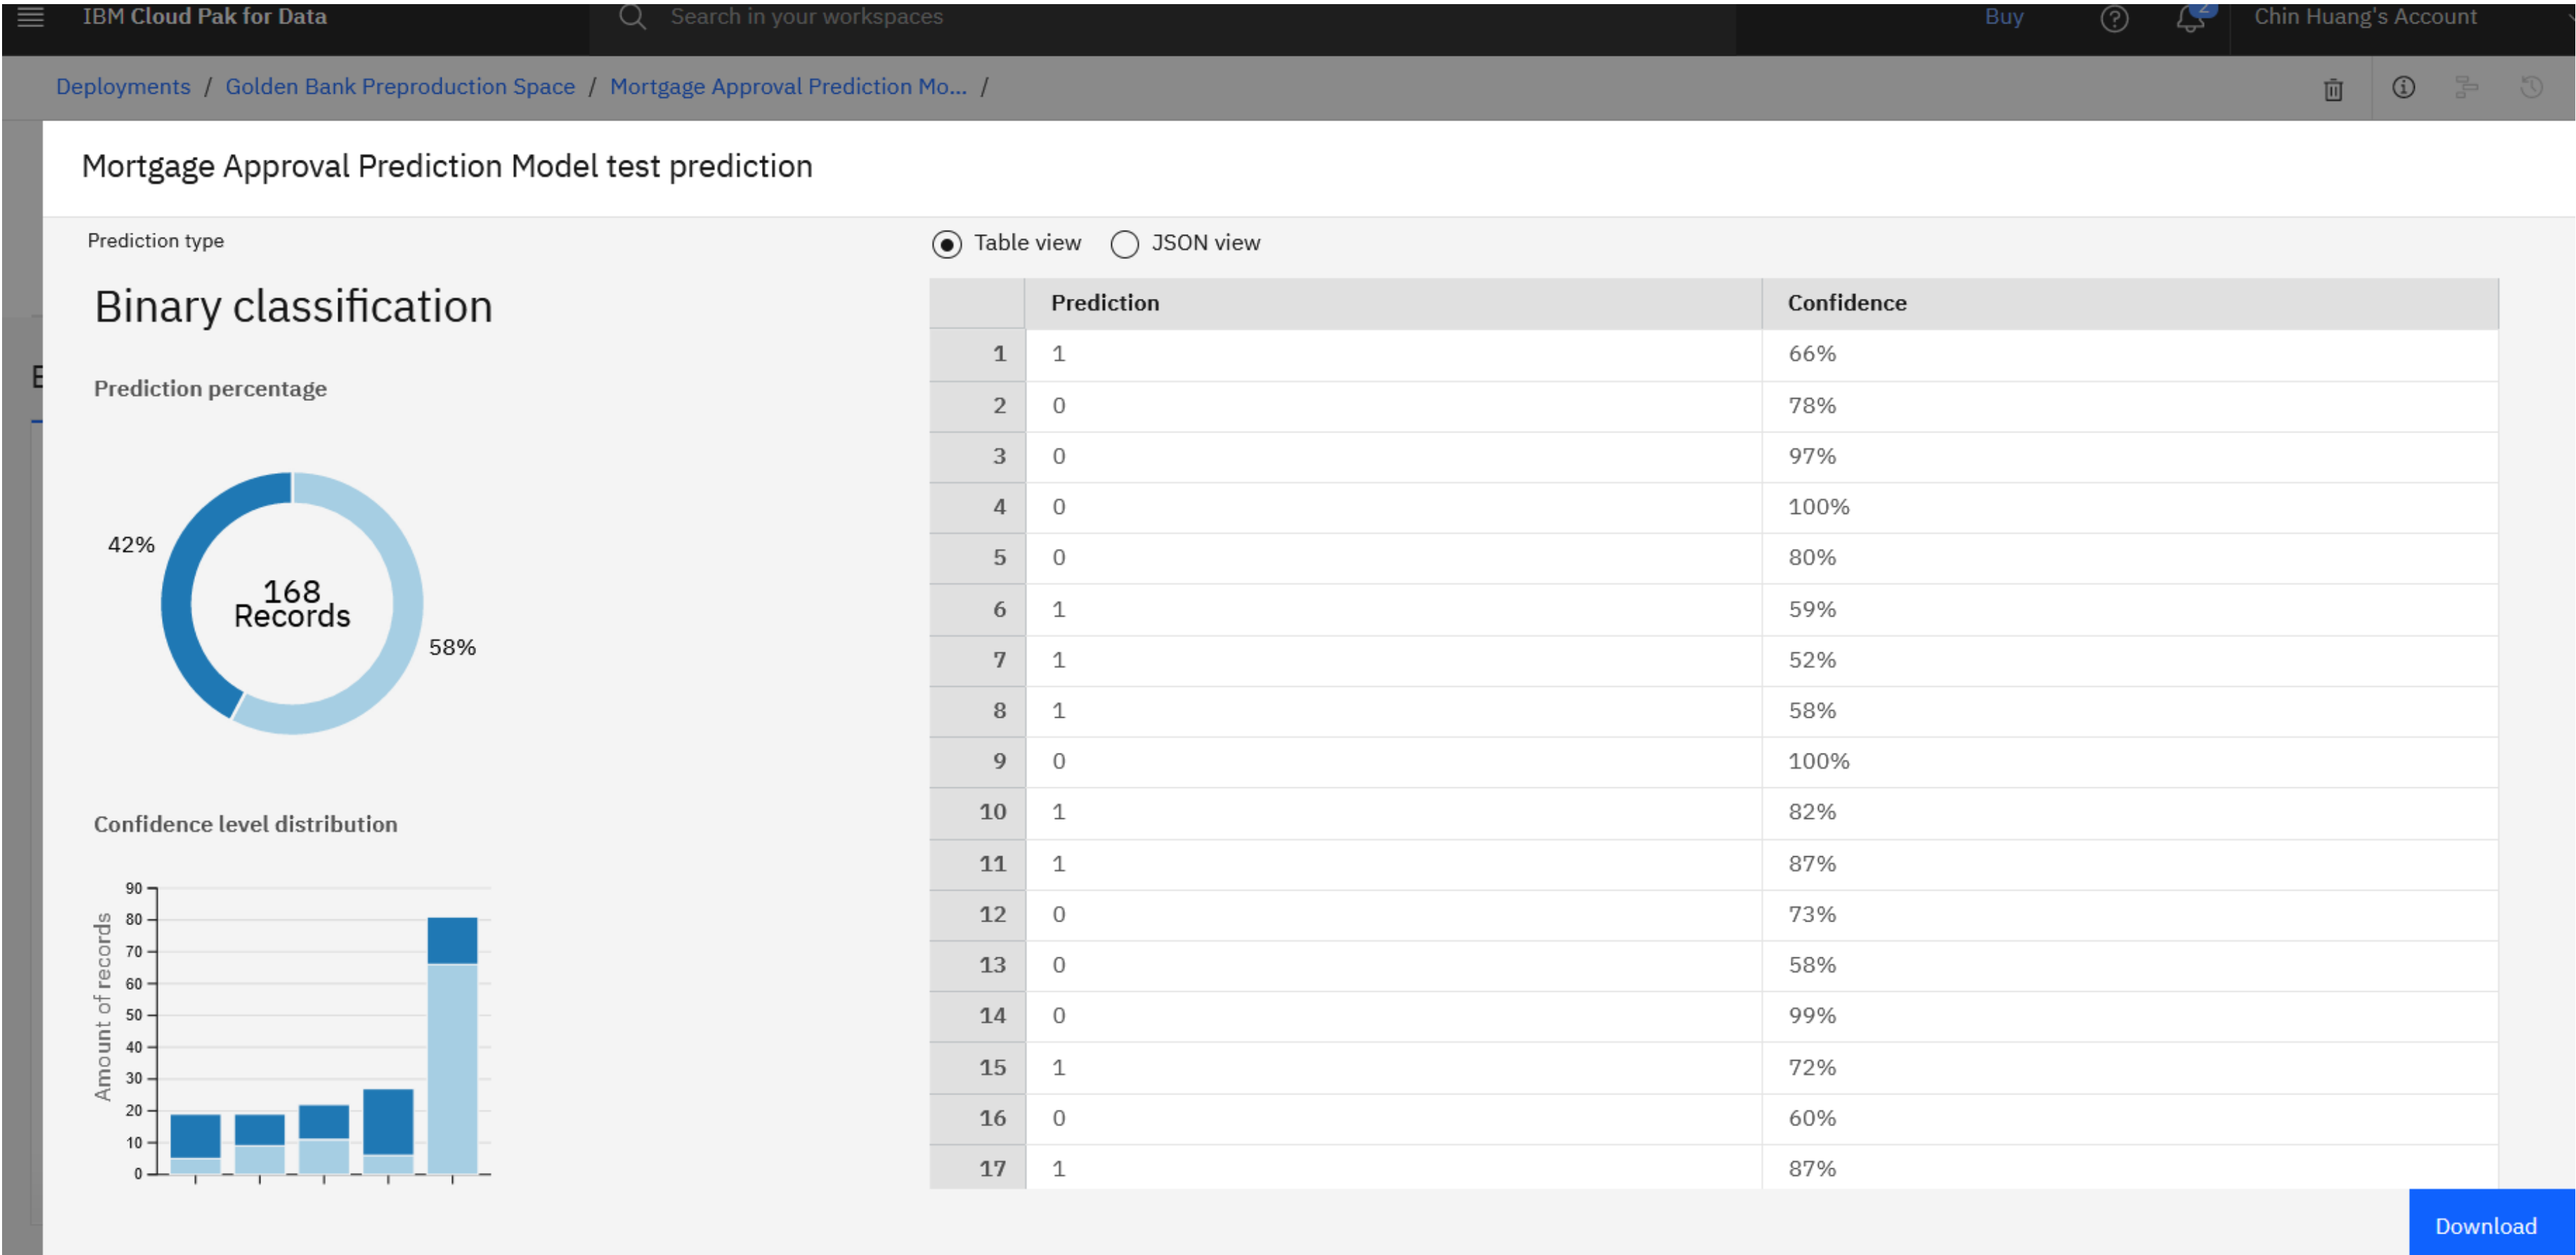 IBM Cloud Pak for Data
Search in your workspaces
Buy
2
Chin Huang's Account
Deployments / Golden Bank Preproduction Space / Mortgage Approval Prediction Mo... /
Mortgage Approval Prediction Model test prediction
Prediction type
Binary classification
Prediction percentage
42%
168
Records
58%
Confidence level distribution
90
80
70
60
50
40
30
20
10
0
Amount of records
Table view JSON view
Prediction Confidence
1 1 66%
2 0 78%
3 0 97%
4 0 100%
5 0 80%
6 1 59%
7 1 52%
8 1 58%
9 0 100%
10 1 82%
11 1 87%
12 0 73%
13 0 58%
14 0 99%
15 1 72%
16 0 60%
17 1 87%
Download